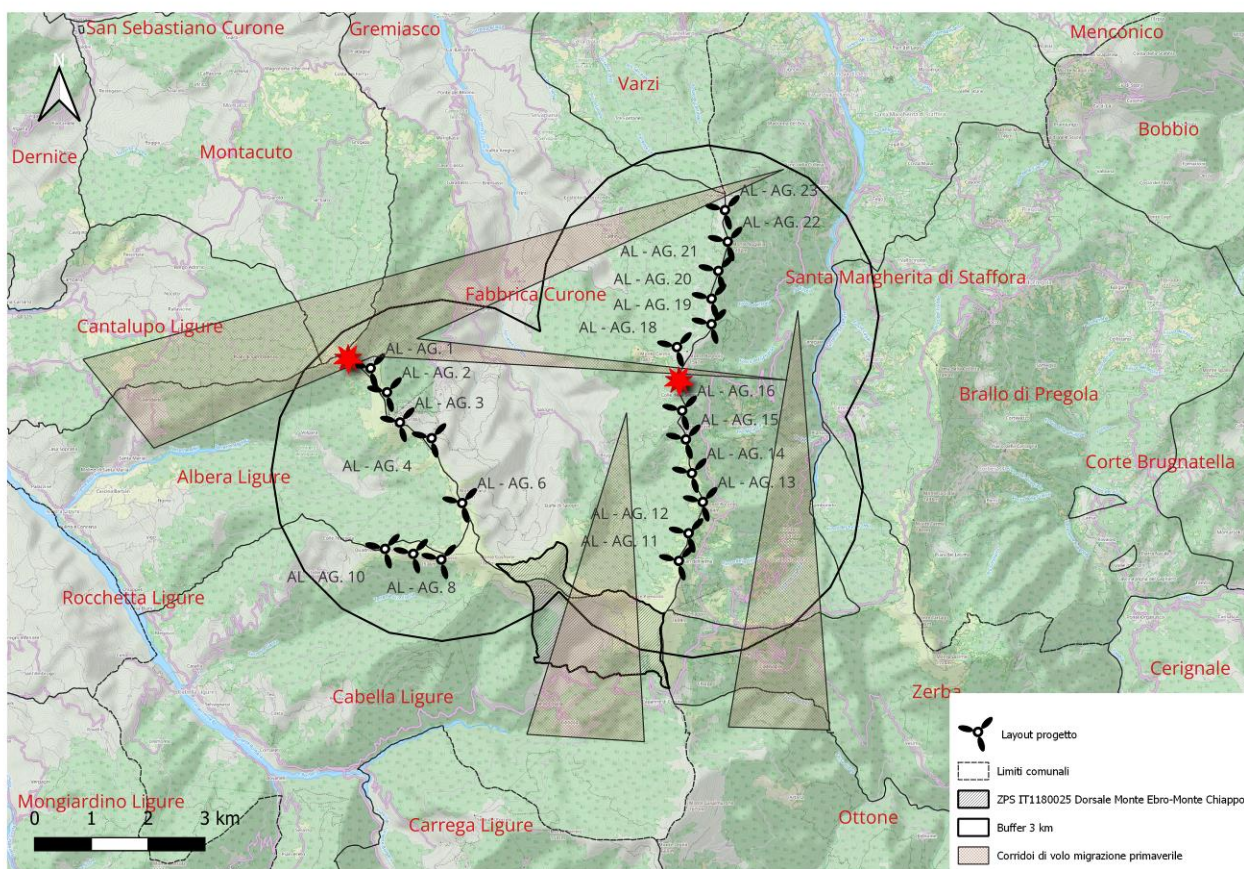 San Sebastiano Curone
Gremiasco
Menconico
Varzi
N
Bobbio
Dernice
Montacuto
AL - AG. 23
AL - AG. 22
AL - AG. 21
Santa Margherita di Staffora
AL - AG. 20
Fabbrica Curone
AL - AG. 19
Cantalupo Ligure
AL - AG. 18
AL - AG. 1
AL - AG. 2
AL - AG. 16
Brallo di Pregola
AL - AG. 3
AL - AG. 15
AL - AG. 14
Corte Brugnatella
AL - AG. 4
Albera Ligure
AL - AG. 6
AL - AG. 13
AL - AG. 12
AL - AG. 11
AL - AG. 10
AL - AG. 8
Rocchetta Ligure
Cerignale
Cabella Ligure
Zerba
Mongiardino Ligure
Carrega Ligure
Ottone
0 1 2 3 km
Layout progetto
Limiti comunali
ZPS IT1180025 Dorsale Monte Ebro-Monte Chiappo
Buffer 3 km
Corridoi di volo migrazione primaverile